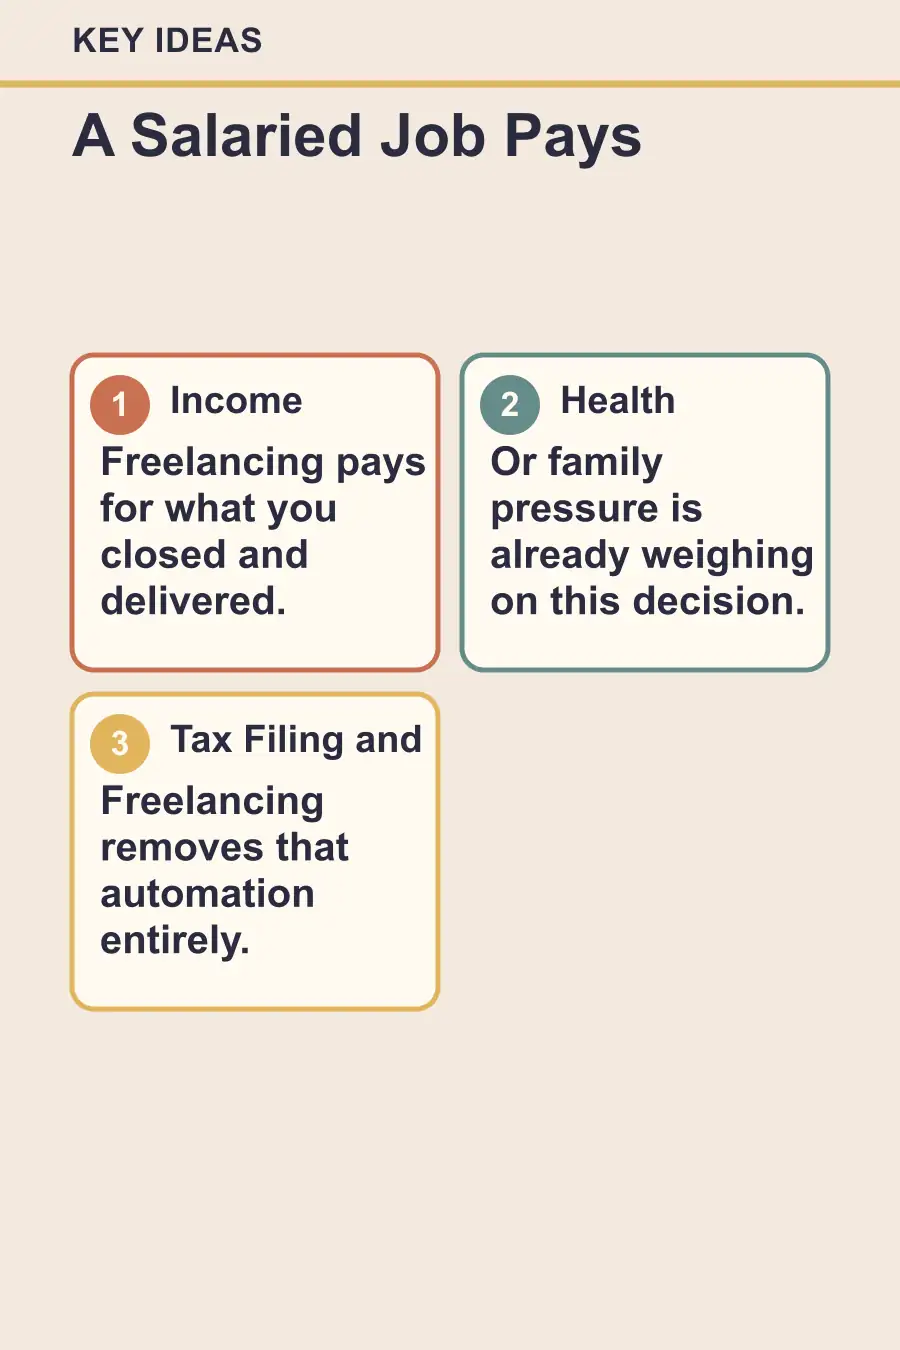 KEY IDEAS
A Salaried Job Pays
1
Income
Freelancing pays
for what you
closed and
delivered.
2
Health
Or family
pressure is
already weighing
on this decision.
3
Tax Filing and
Freelancing
removes that
automation
entirely.